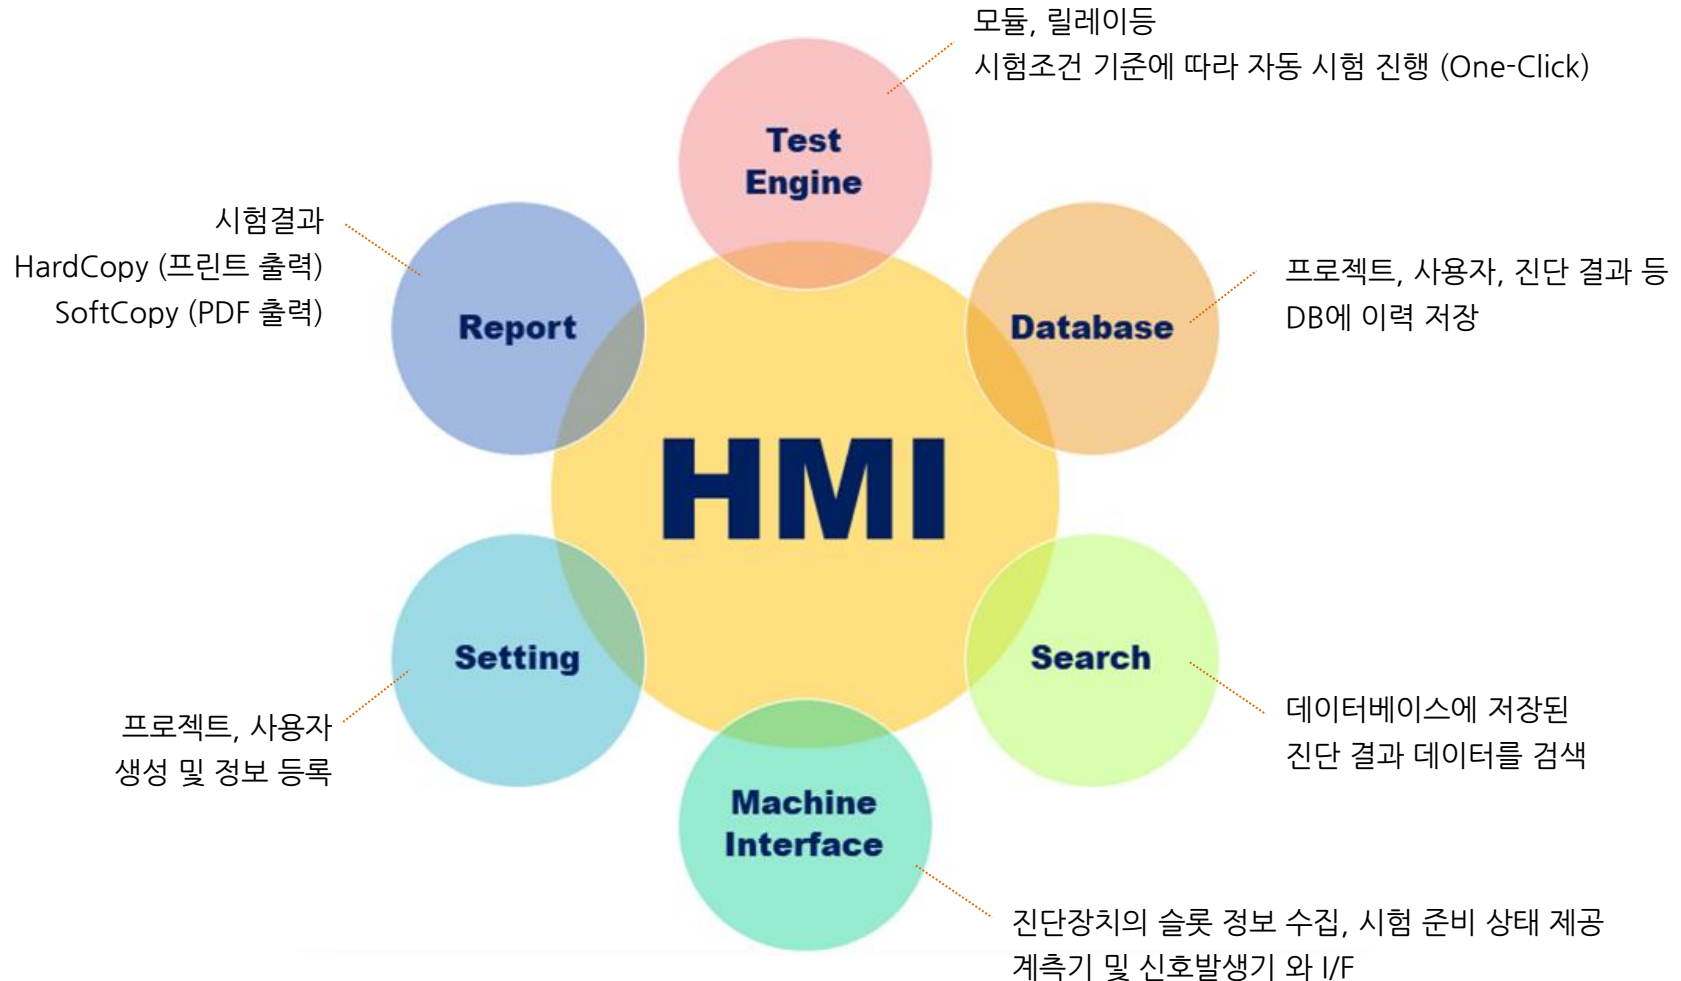 모듈, 릴레이등
시험조건 기준에 따라 자동 시험 진행 (One-Click)
Test
Engine
시험결과
HardCopy (프린트 출력)
SoftCopy (PDF 출력)
Report
Database
프로젝트, 사용자, 진단 결과 등
DB에 이력 저장
HMI
Setting
프로젝트, 사용자
생성 및 정보 등록
Search
데이터베이스에 저장된
진단 결과 데이터를 검색
Machine
Interface
진단장치의 슬롯 정보 수집, 시험 준비 상태 제공
계측기 및 신호발생기 와 I/F